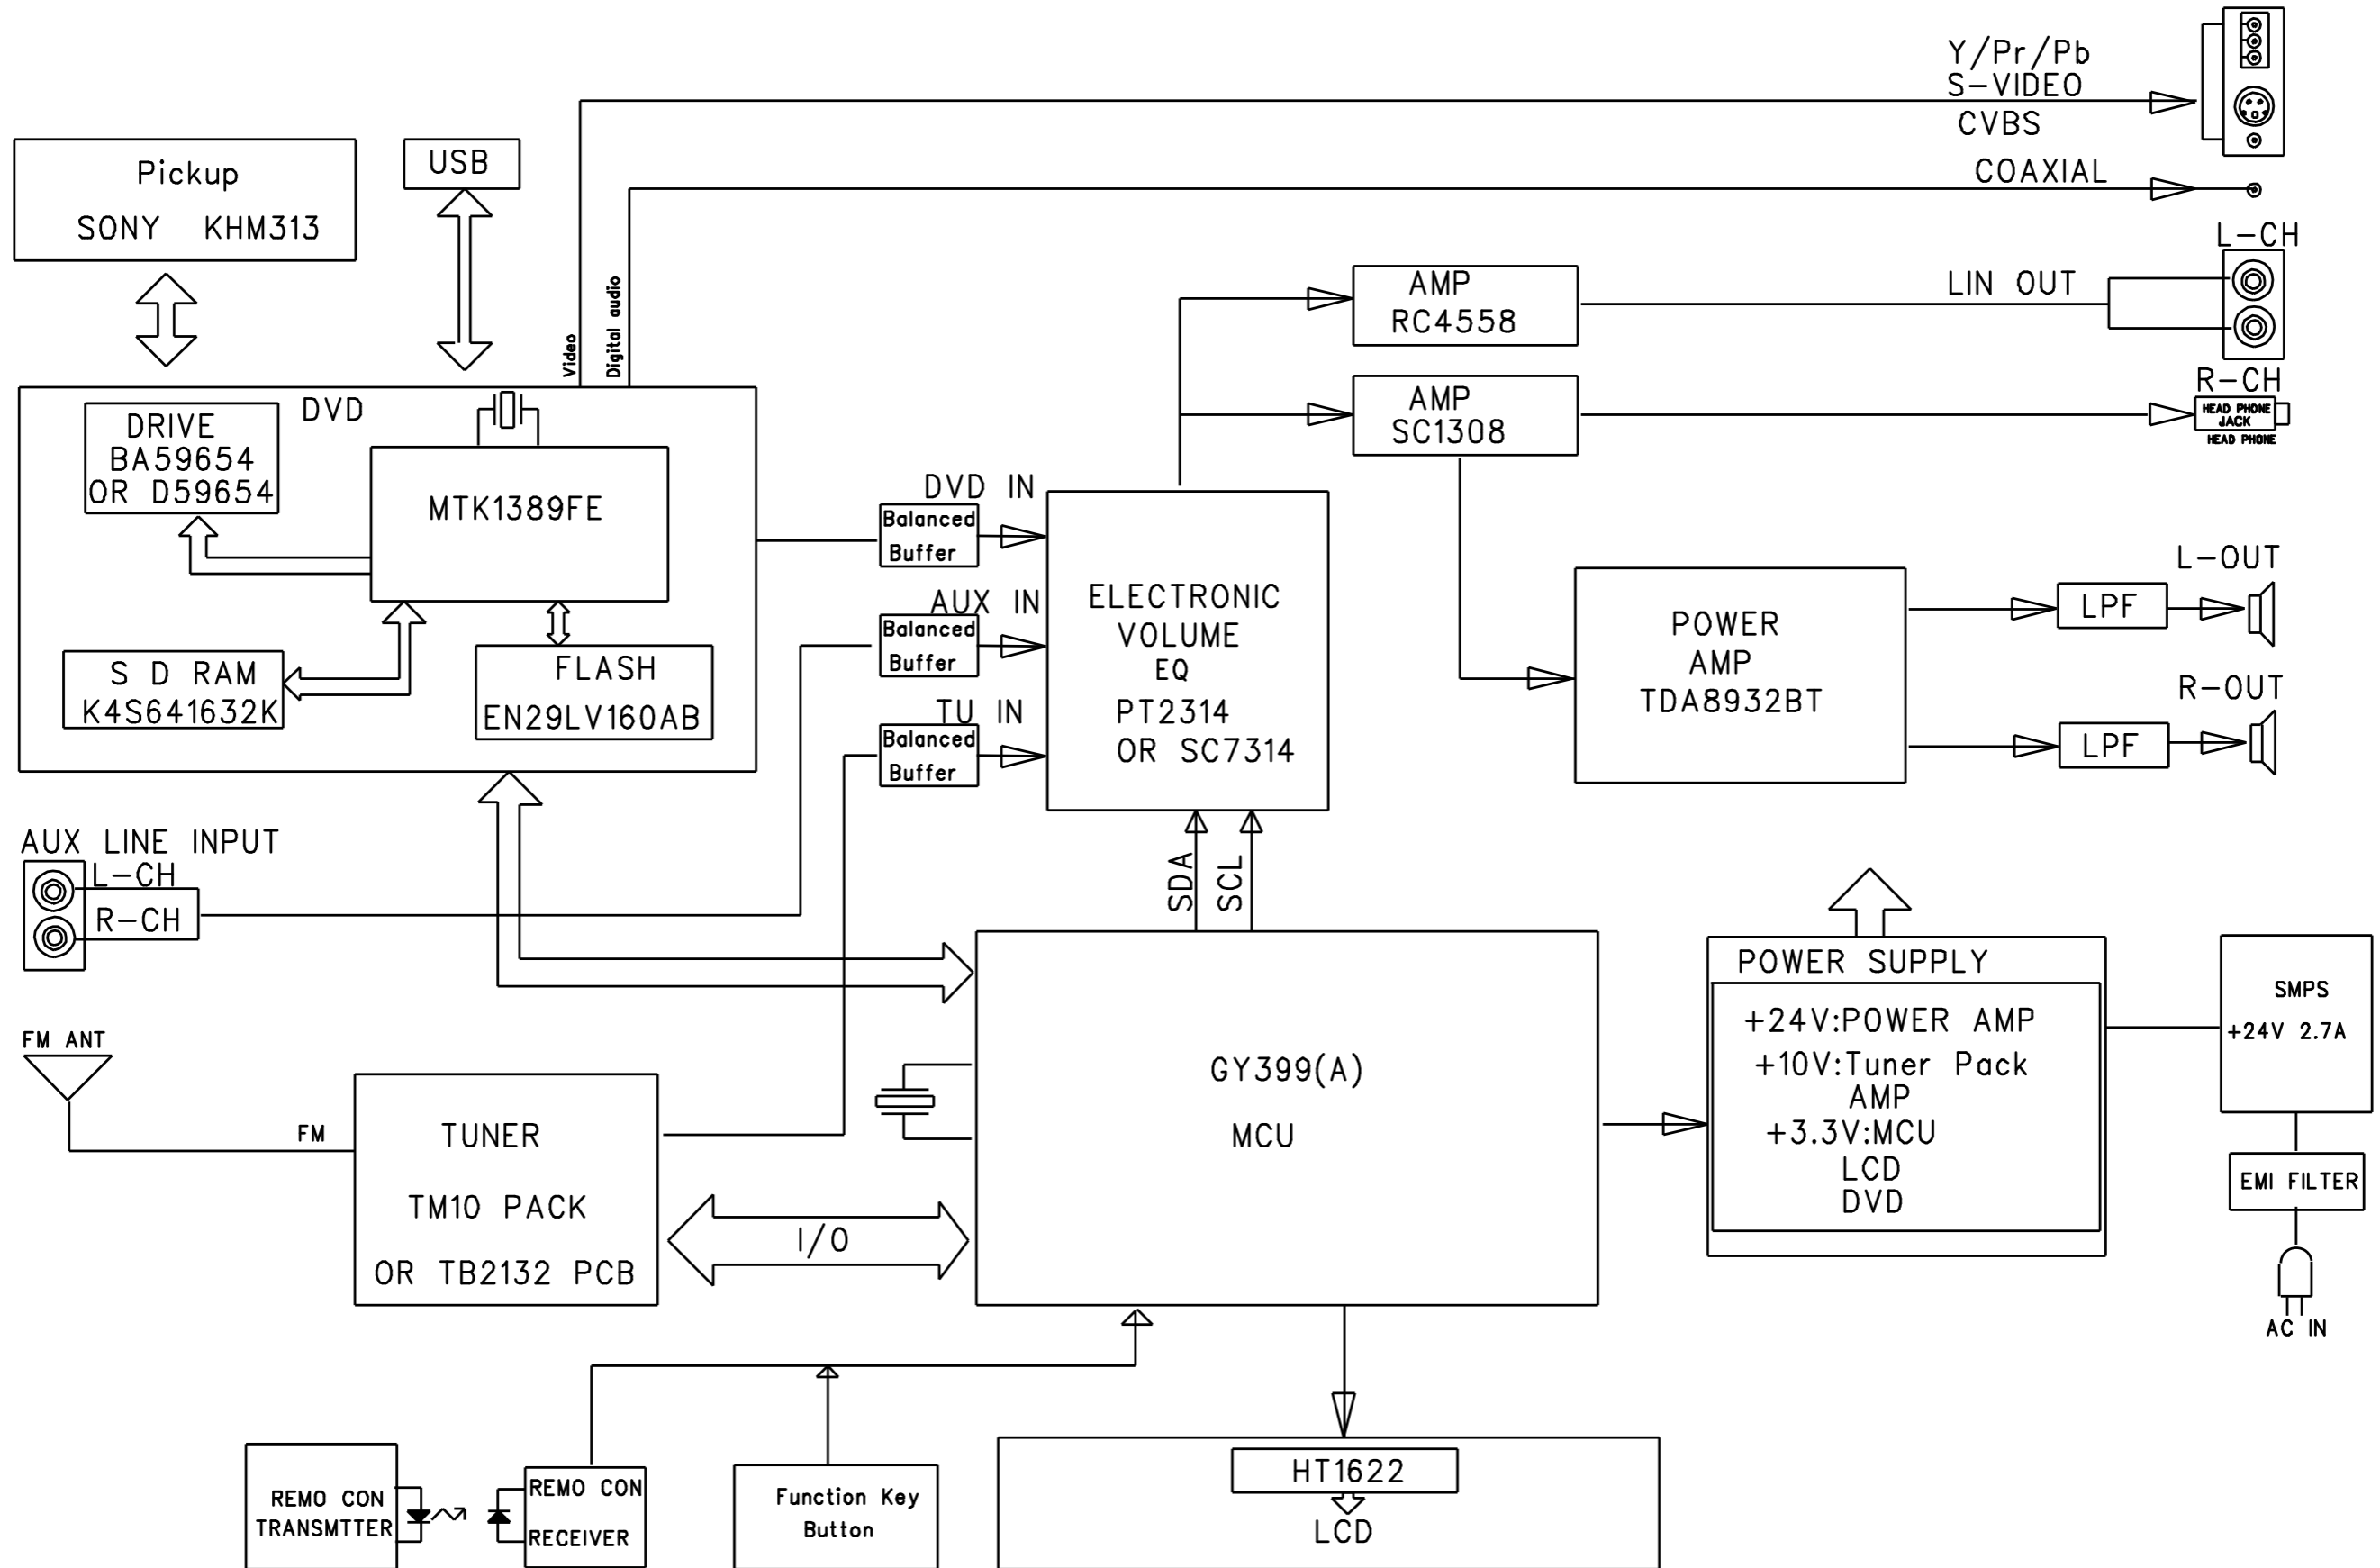 Y/Pr/Pb
S-VIDEO
CVBS
COAXIAL
Pickup
SONY KHM313
USB
Video
Digital audio
L-CH
LIN OUT
R-CH
AMP
RC4558
AMP
SC1308
HEAD PHONE
JACK
HEAD PHONE
DVD
DRIVE
BA59654
OR D59654
MTK1389FE
S D RAM
K4S641632K
FLASH
EN29LV160AB
DVD IN
Balanced
Buffer
AUX IN
Balanced
Buffer
TU IN
Balanced
Buffer
ELECTRONIC
VOLUME
EQ
PT2314
OR SC7314
POWER
AMP
TDA8932BT
L-OUT
LPF
R-OUT
LPF
AUX LINE INPUT
L-CH
R-CH
SDA
SCL
FM ANT
FM
TUNER
TM10 PACK
OR TB2132 PCB
I/O
GY399(A)
MCU
POWER SUPPLY
+24V:POWER AMP
+10V:Tuner Pack
AMP
+3.3V:MCU
LCD
DVD
SMPS
+24V 2.7A
EMI FILTER
AC IN
REMO CON
TRANSMTTER
REMO CON
RECEIVER
Function Key
Button
HT1622
LCD